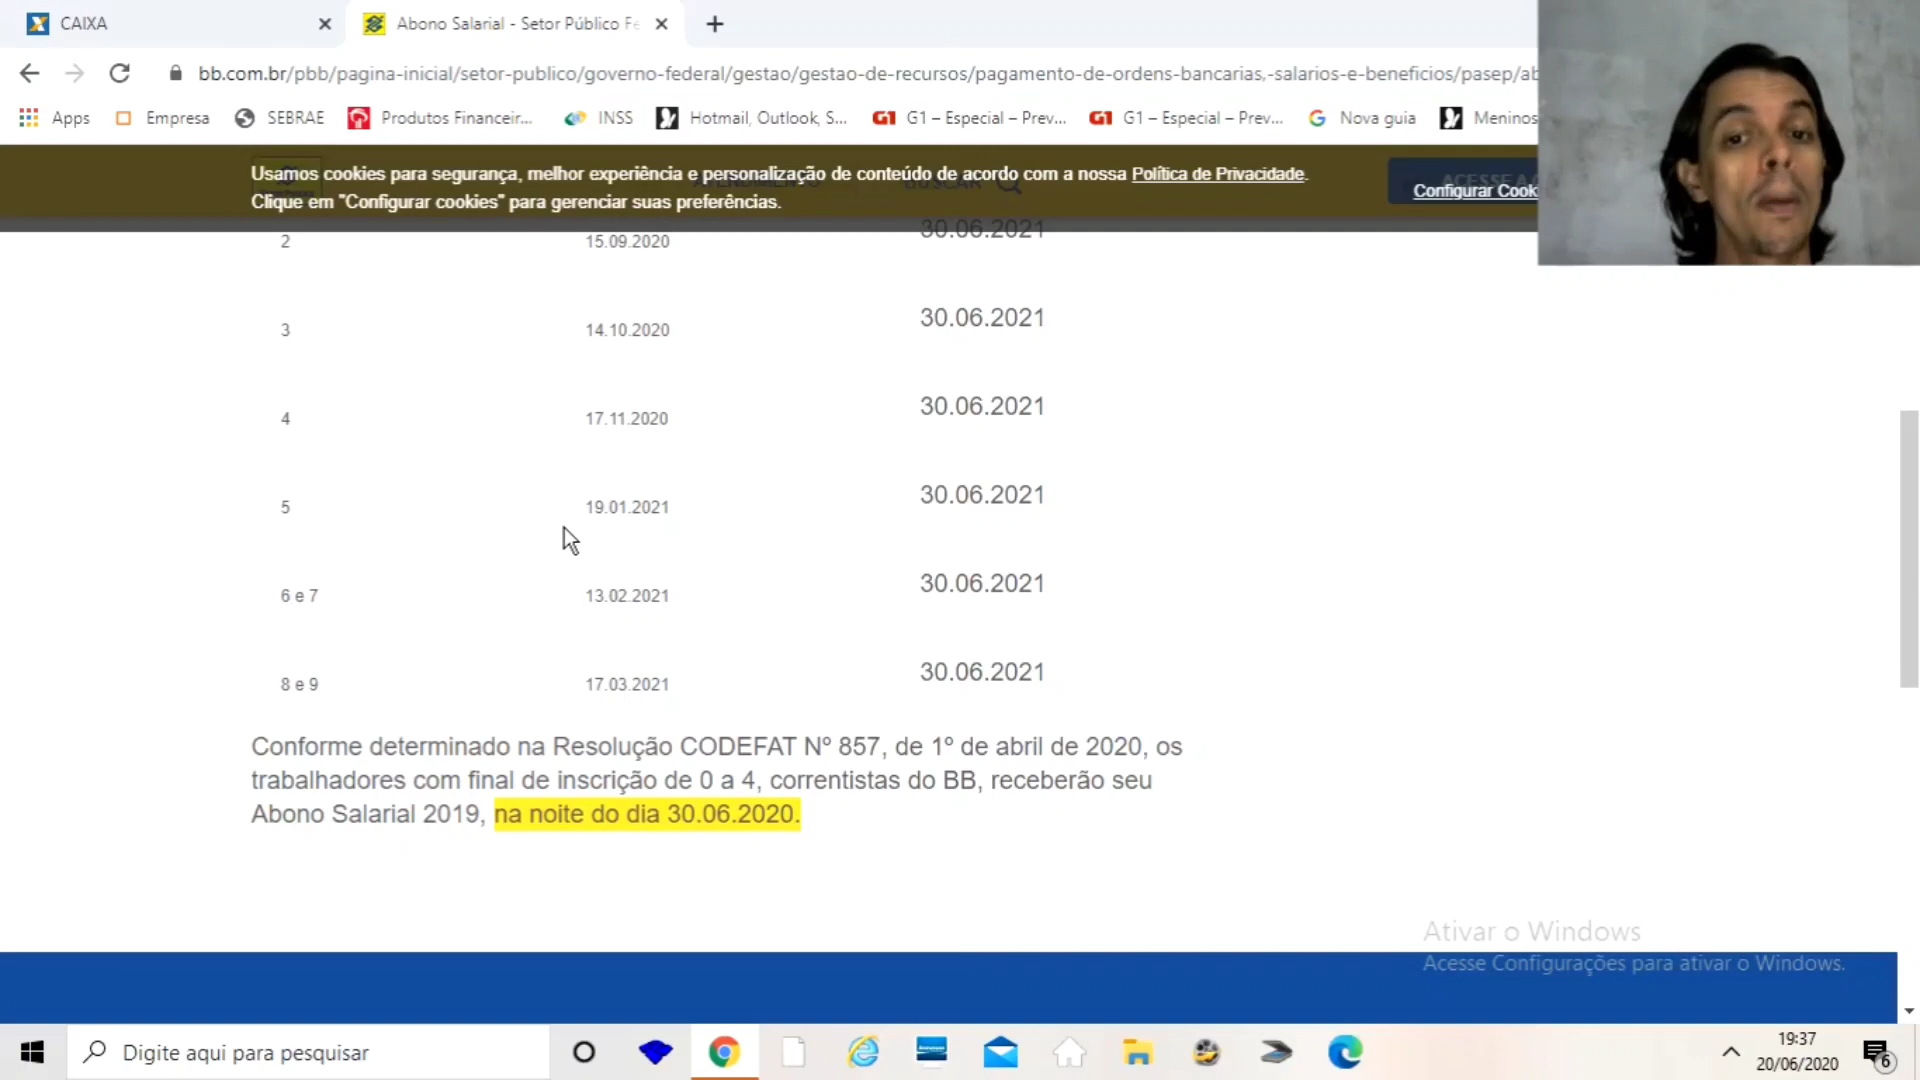 CAIXA
Abono Salarial - Setor Público Fe
bb.com.br/pbb/pagina-inicial/setor-publico/governo-federal/gestao/gestao-de-recursos/pagamento-de-ordens-bancarias,-salarios-e-beneficios/pasep/ab
Apps Empresa SEBRAE Produtos Financeir... INSS Hotmail, Outlook, S... G1 – Especial – Prev... G1 – Especial – Prev... Nova guia Meninos
Usamos cookies para segurança, melhor experiência e personalização de conteúdo de acordo com a nossa Política de Privacidade.
Clique em "Configurar cookies" para gerenciar suas preferências.
BUSCAR
ACESSE A
Configurar Cook
2 15.09.2020 30.06.2021
3 14.10.2020 30.06.2021
4 17.11.2020 30.06.2021
5 19.01.2021 30.06.2021
6 e 7 13.02.2021 30.06.2021
8 e 9 17.03.2021 30.06.2021
Conforme determinado na Resolução CODEFAT Nº 857, de 1º de abril de 2020, os
trabalhadores com final de inscrição de 0 a 4, correntistas do BB, receberão seu
Abono Salarial 2019, na noite do dia 30.06.2020.
Ativar o Windows
Acesse Configurações para ativar o Windows.
Digite aqui para pesquisar
19:37
20/06/2020
6